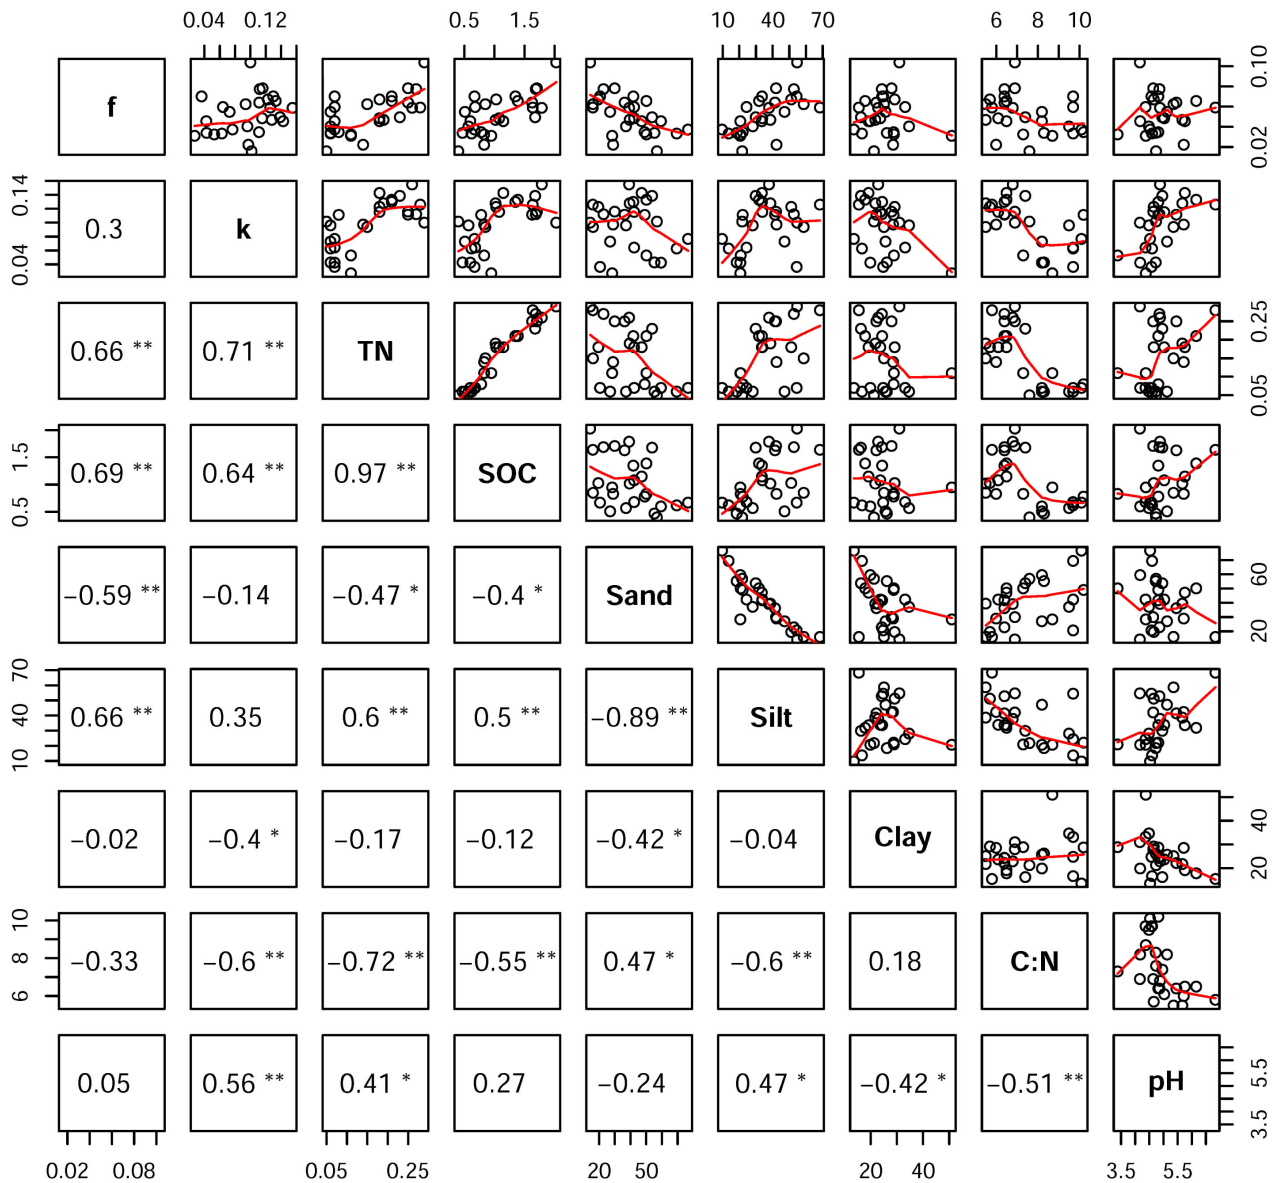 0.04 0.12 0.5 1.5 10 40 70 6 8 10
f 0.02 0.10
0.04 0.14 0.3 k
0.66 ** 0.71 ** TN 0.05 0.25
0.5 1.5 0.69 ** 0.64 ** 0.97 ** SOC
−0.59 ** −0.14 −0.47 * −0.4 * Sand 20 60
10 40 70 0.66 ** 0.35 0.6 ** 0.5 ** −0.89 ** Silt
−0.02 −0.4 * −0.17 −0.12 −0.42 * −0.04 Clay 20 40
6 8 10 −0.33 −0.6 ** −0.72 ** −0.55 ** 0.47 * −0.6 ** 0.18 C:N
0.05 0.56 ** 0.41 * 0.27 −0.24 0.47 * −0.42 * −0.51 ** pH 3.5 5.5
0.02 0.08 0.05 0.25 20 50 20 40 3.5 5.5